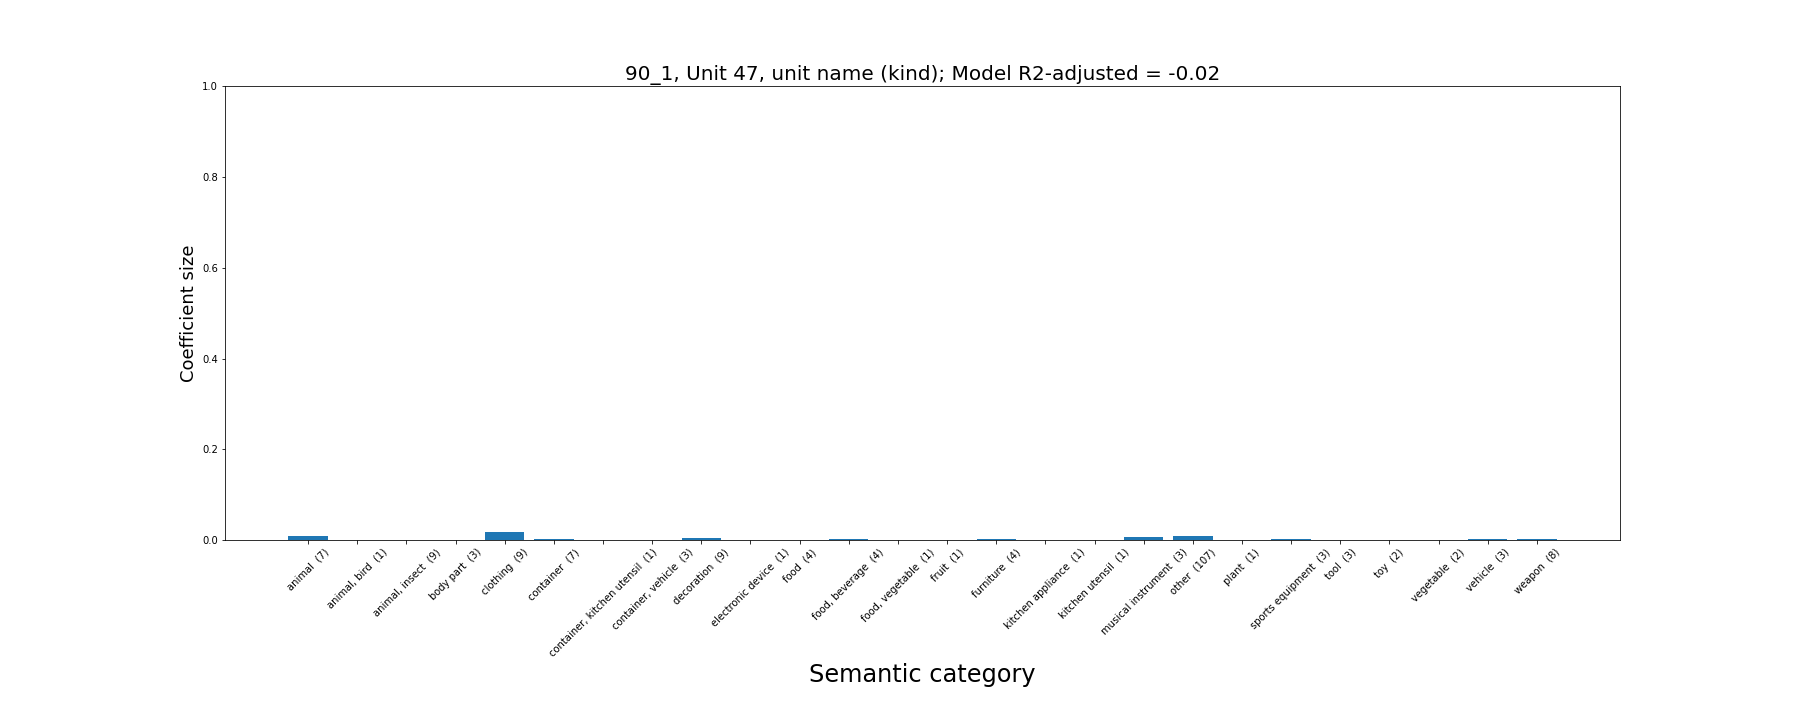 90_1, Unit 47, unit name (kind); Model R2-adjusted = -0.02
1.0
0.8
0.6
0.4
0.2
0.0
Coefficient size
animal (7)
animal, bird (1)
animal, insect (9)
body part (3)
clothing (9)
container (7)
container, kitchen utensil (1)
container, vehicle (3)
decoration (9)
electronic device (1)
food (4)
food, beverage (4)
food, vegetable (1)
fruit (1)
furniture (4)
kitchen appliance (1)
kitchen utensil (1)
musical instrument (3)
other (107)
plant (1)
sports equipment (3)
tool (3)
toy (2)
vegetable (2)
vehicle (3)
weapon (8)
Semantic category